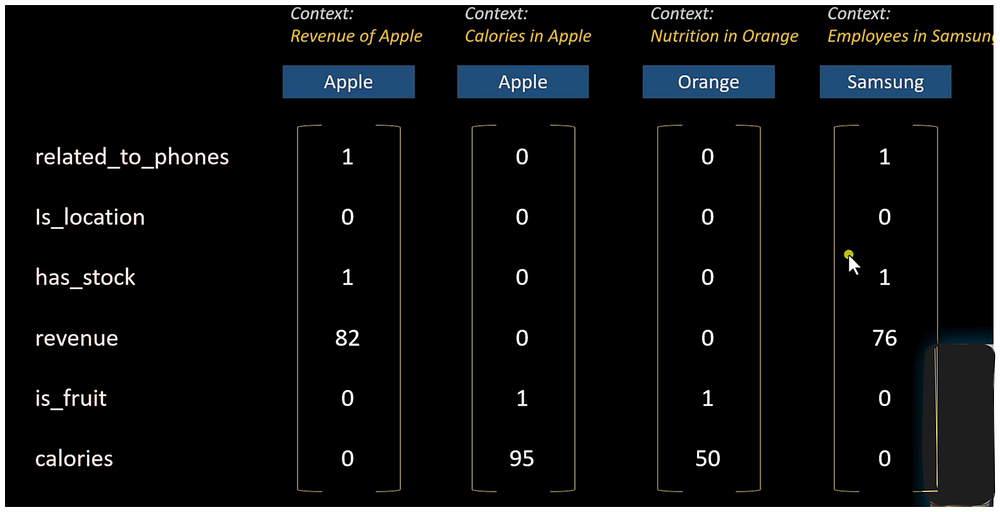 Context: Context: Context: Context:
Revenue of Apple Calories in Apple Nutrition in Orange Employees in Samsung
Apple Apple Orange Samsung
related_to_phones 1 0 0 1
Is_location 0 0 0 0
has_stock 1 0 0 1
revenue 82 0 0 76
is_fruit 0 1 1 0
calories 0 95 50 0